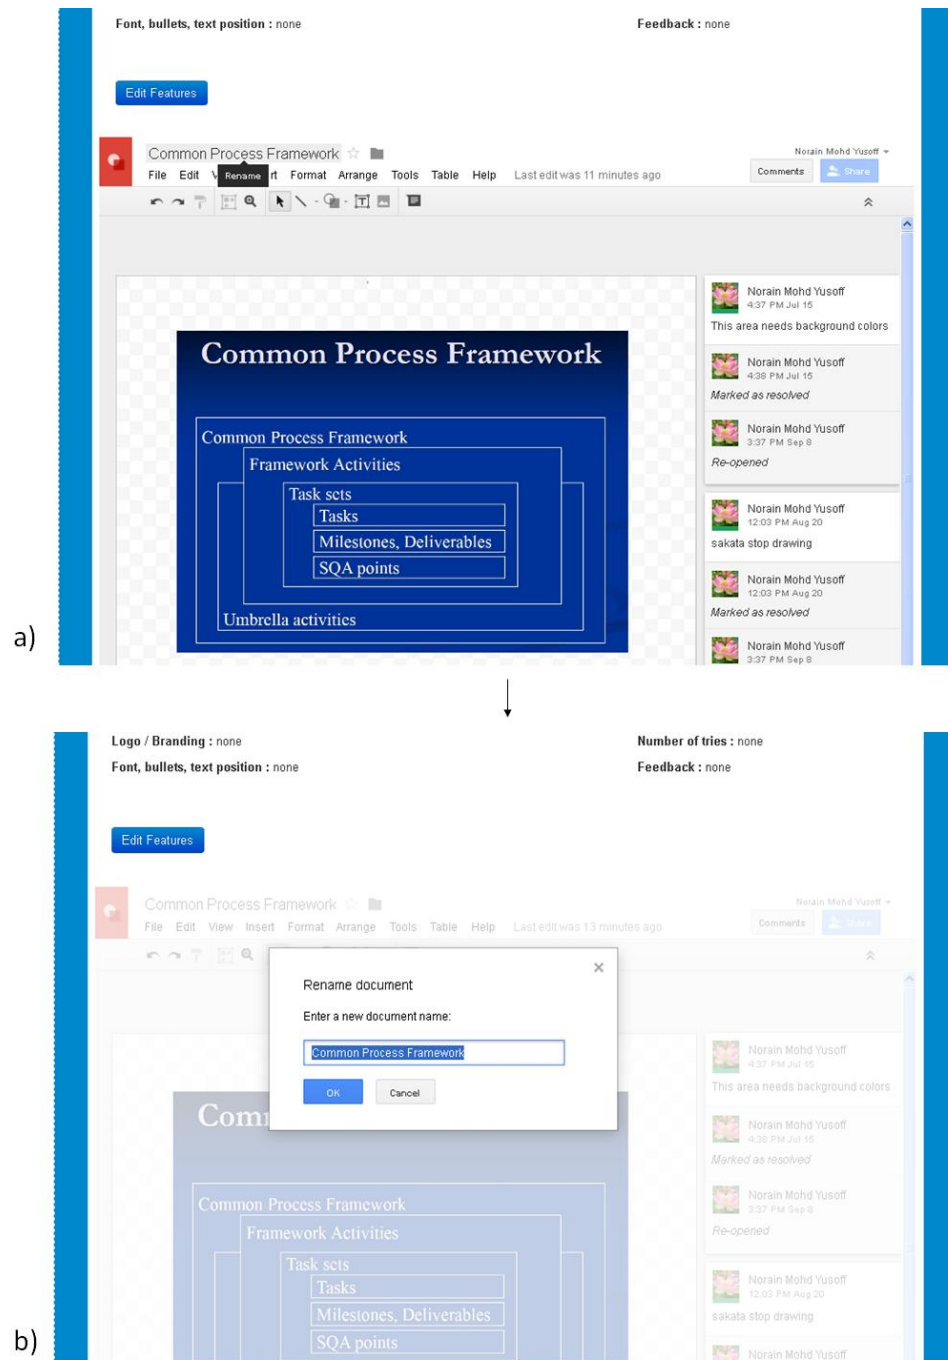 Font, bullets, text position : none
Feedback : none
Edit Features
Common Process Framework
Norain Mohd Yusoff
File Edit V Rename rt Format Arrange Tools Table Help Last edit was 11 minutes ago
Comments Share
Common Process Framework
Common Process Framework
Framework Activities
Task sets
Tasks
Milestones, Deliverables
SQA points
Umbrella activities
Norain Mohd Yusoff
4:37 PM Jul 15
This area needs background colors
Norain Mohd Yusoff
4:38 PM Jul 15
Marked as resolved
Norain Mohd Yusoff
3:37 PM Sep 8
Re-opened
Norain Mohd Yusoff
12:03 PM Aug 20
sakata stop drawing
Norain Mohd Yusoff
12:03 PM Aug 20
Marked as resolved
Norain Mohd Yusoff
3:37 PM Sep 8
a)
Logo / Branding : none
Number of tries : none
Font, bullets, text position : none
Feedback : none
Edit Features
Common Process Framework
Norain Mohd Yusoff
File Edit View Insert Format Arrange Tools Table Help Last edit was 13 minutes ago
Comments Share
Rename document
Enter a new document name:
Common Process Framework
OK Cancel
Com
Common Process Framework
Framework Activities
Task sets
Tasks
Milestones, Deliverables
SQA points
Norain Mohd Yusoff
4:37 PM Jul 15
This area needs background colors
Norain Mohd Yusoff
4:38 PM Jul 15
Marked as resolved
Norain Mohd Yusoff
3:37 PM Sep 8
Re-opened
Norain Mohd Yusoff
12:03 PM Aug 20
sakata stop drawing
Norain Mohd Yusoff
b)